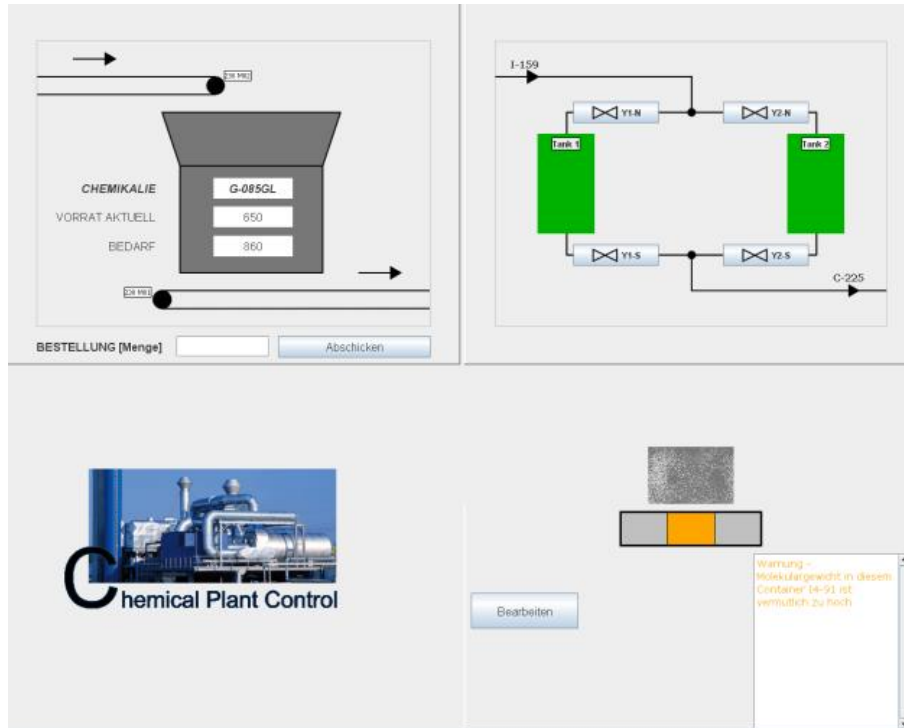 CHEMIKALIE
G-085GL
VORRAT AKTUELL
650
BEDARF
860
BESTELLUNG [Menge]
Abschicken
I-159
Y1-N
Y2-N
Tank 1
Tank 2
Y1-S
Y2-S
C-225
Chemical Plant Control
Bearbeiten
Warnung -
Molekulargewicht in diesem
Container I4-91 ist
vermutlich zu hoch